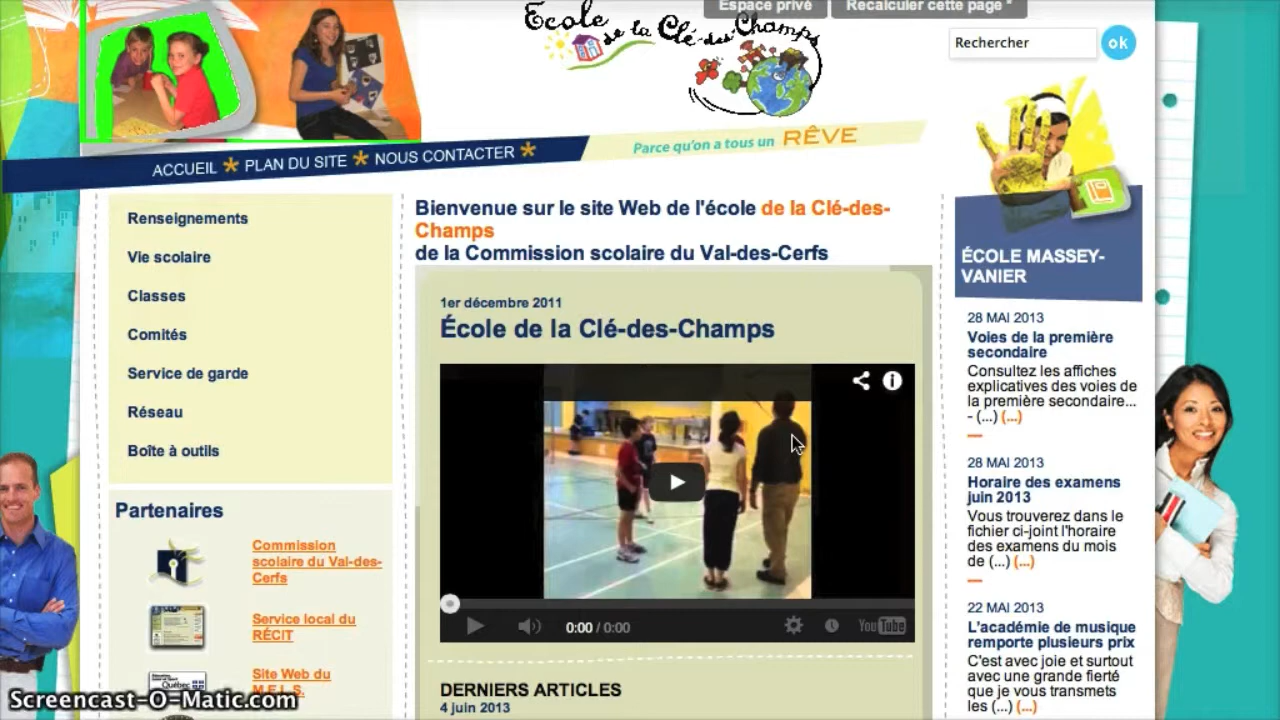 Espace privé
Recalculer cette page *
École
de la Clé-des-Champs
Rechercher
ok
ACCUEIL * PLAN DU SITE * NOUS CONTACTER *
Parce qu'on a tous un RÊVE
Renseignements
Vie scolaire
Classes
Comités
Service de garde
Réseau
Boîte à outils
Partenaires
Commission
scolaire du Val-des-
Cerfs
Service local du
RÉCIT
Site Web du
M.E.L.S.
Québec
Bienvenue sur le site Web de l'école de la Clé-des-
Champs
de la Commission scolaire du Val-des-Cerfs
1er décembre 2011
École de la Clé-des-Champs
0:00 / 0:00
YouTube
DERNIERS ARTICLES
4 juin 2013
ÉCOLE MASSEY-
VANIER
28 MAI 2013
Voies de la première
secondaire
Consultez les affiches
explicatives des voies de
la première secondaire...
- (...) (...)
28 MAI 2013
Horaire des examens
juin 2013
Vous trouverez dans le
fichier ci-joint l'horaire
des examens du mois
de (...) (...)
22 MAI 2013
L'académie de musique
remporte plusieurs prix
C'est avec joie et surtout
avec une grande fierté
que je vous transmets
les (...) (...)
Screencast-O-Matic.com